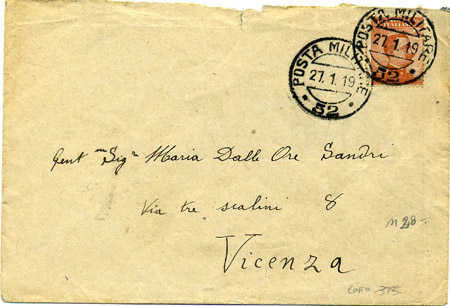 POSTA MILITARE
27.1.19
52
POSTA MILITARE
27.1.19
52
Gent ma Sig ra Maria Dalle Ore Sandri
Via tre scalini 8
Vicenza